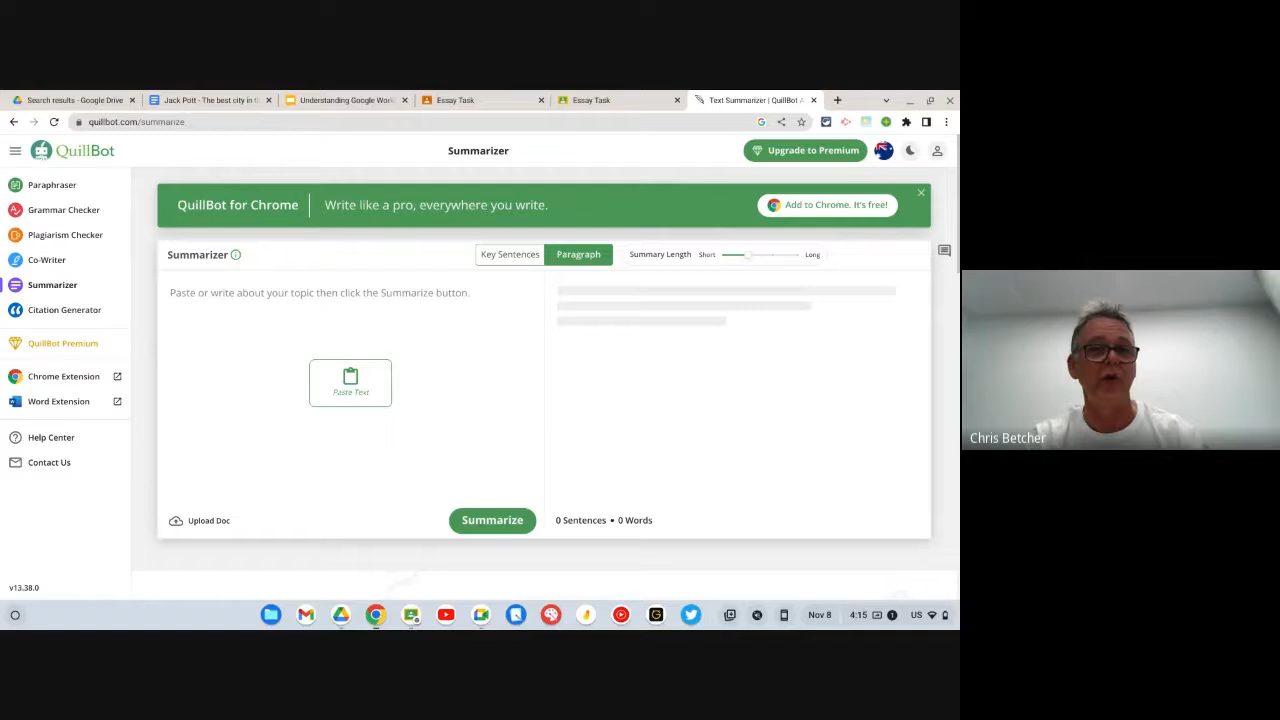 Search results - Google Drive
Jack Pott - The best city in t
Understanding Google Work
Essay Task
Essay Task
Text Summarizer | QuillBot A
quillbot.com/summarize
QuillBot
Summarizer
Upgrade to Premium
Paraphraser
Grammar Checker
Plagiarism Checker
Co-Writer
Summarizer
Citation Generator
QuillBot Premium
Chrome Extension
Word Extension
Help Center
Contact Us
v13.38.0
QuillBot for Chrome
Write like a pro, everywhere you write.
Add to Chrome. It's free!
Summarizer
Key Sentences
Paragraph
Summary Length
Short
Long
Paste or write about your topic then click the Summarize button.
Paste Text
Upload Doc
Summarize
0 Sentences • 0 Words
Chris Betcher
Nov 8
4:15
US